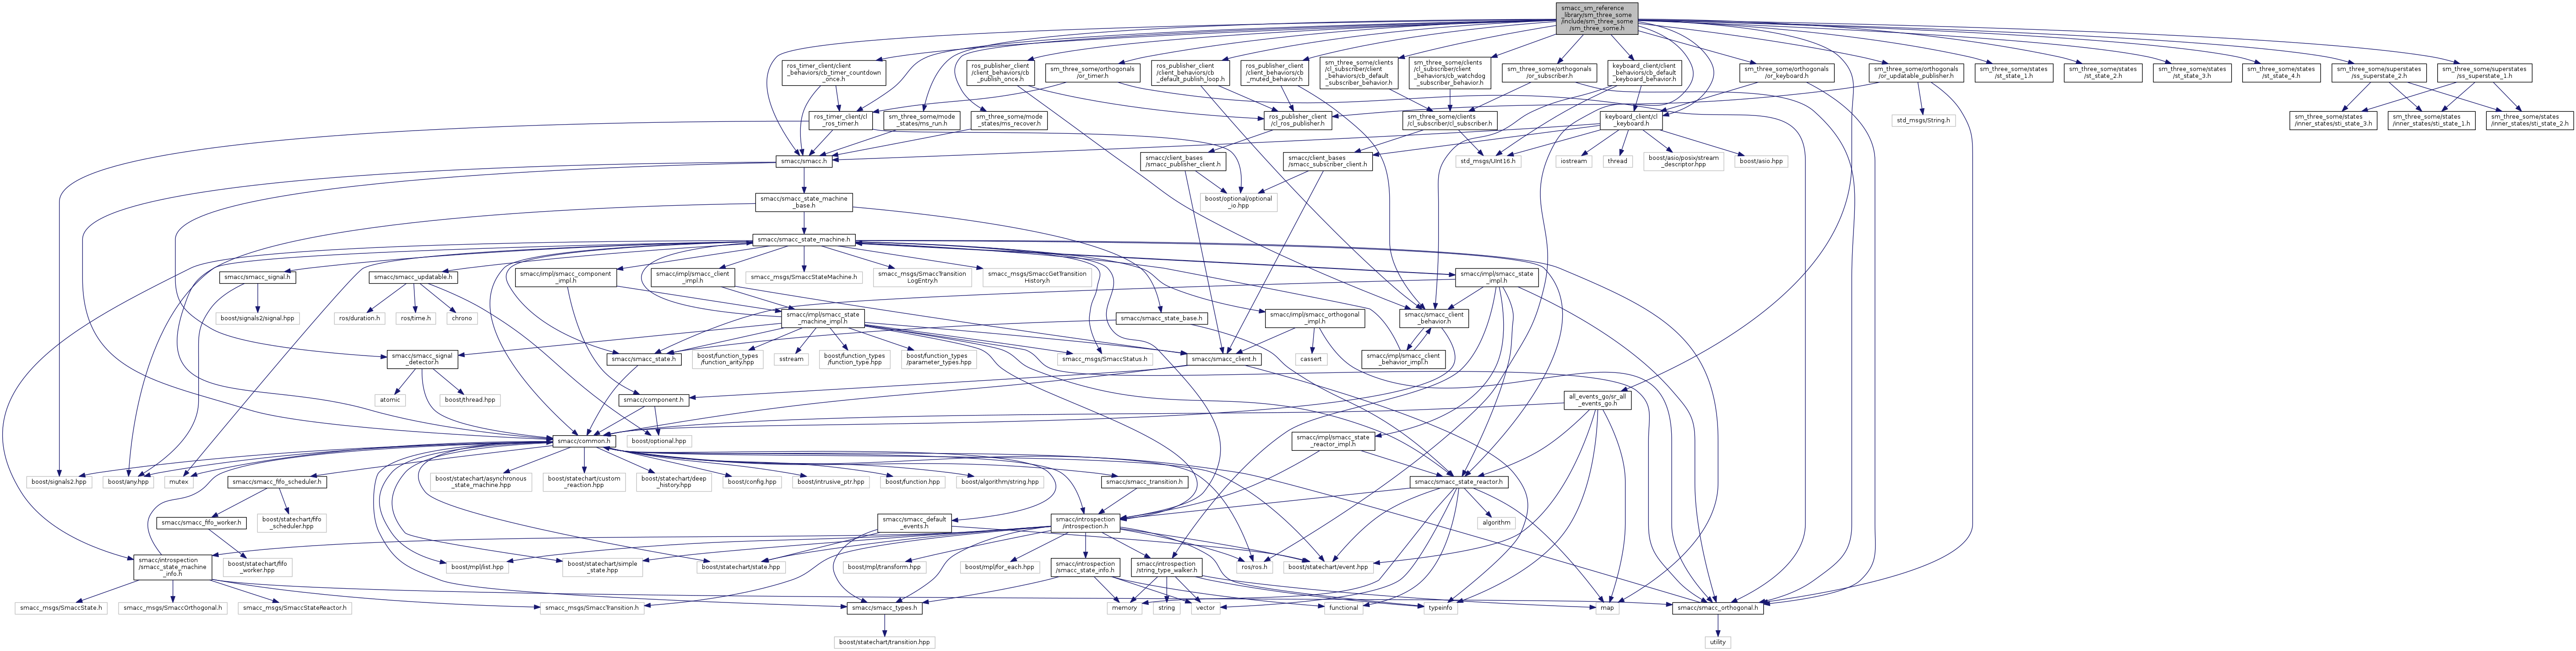 smacc_sm_reference
_library/sm_three_some
/include/sm_three_some
/sm_three_some.h
ros_timer_client/client
_behaviors/cb_timer_countdown
_once.h
ros_publisher_client
/client_behaviors/cb
_publish_once.h
sm_three_some/orthogonals
/or_timer.h
ros_publisher_client
/client_behaviors/cb
_default_publish_loop.h
ros_publisher_client
/client_behaviors/cb
_muted_behavior.h
sm_three_some/clients
/cl_subscriber/client
_behaviors/cb_default
_subscriber_behavior.h
sm_three_some/clients
/cl_subscriber/client
_behaviors/cb_watchdog
_subscriber_behavior.h
sm_three_some/orthogonals
/or_subscriber.h
keyboard_client/client
_behaviors/cb_default
_keyboard_behavior.h
sm_three_some/orthogonals
/or_keyboard.h
sm_three_some/orthogonals
/or_updatable_publisher.h
sm_three_some/states
/st_state_1.h
sm_three_some/states
/st_state_2.h
sm_three_some/states
/st_state_3.h
sm_three_some/states
/st_state_4.h
sm_three_some/superstates
/ss_superstate_2.h
sm_three_some/superstates
/ss_superstate_1.h
ros_timer_client/cl
_ros_timer.h
sm_three_some/mode
_states/ms_run.h
sm_three_some/mode
_states/ms_recover.h
ros_publisher_client
/cl_ros_publisher.h
sm_three_some/clients
/cl_subscriber/cl_subscriber.h
keyboard_client/cl
_keyboard.h
std_msgs/String.h
sm_three_some/states
/inner_states/sti_state_3.h
sm_three_some/states
/inner_states/sti_state_1.h
sm_three_some/states
/inner_states/sti_state_2.h
smacc/smacc.h
smacc/client_bases
/smacc_publisher_client.h
smacc/client_bases
/smacc_subscriber_client.h
std_msgs/UInt16.h
iostream
thread
boost/asio/posix/stream
_descriptor.hpp
boost/asio.hpp
smacc/smacc_state_machine
_base.h
boost/optional/optional
_io.hpp
smacc/smacc_state_machine.h
smacc/smacc_signal.h
smacc/smacc_updatable.h
smacc/impl/smacc_component
_impl.h
smacc/impl/smacc_client
_impl.h
smacc_msgs/SmaccStateMachine.h
smacc_msgs/SmaccTransition
LogEntry.h
smacc_msgs/SmaccGetTransition
History.h
smacc/impl/smacc_state
_impl.h
boost/signals2/signal.hpp
ros/duration.h
ros/time.h
chrono
smacc/impl/smacc_state
_machine_impl.h
smacc/smacc_state_base.h
smacc/impl/smacc_orthogonal
_impl.h
smacc/smacc_client
_behavior.h
smacc/smacc_signal
_detector.h
smacc/smacc_state.h
boost/function_types
/function_arity.hpp
sstream
boost/function_types
/function_type.hpp
boost/function_types
/parameter_types.hpp
smacc_msgs/SmaccStatus.h
smacc/smacc_client.h
cassert
smacc/impl/smacc_client
_behavior_impl.h
atomic
boost/thread.hpp
smacc/component.h
all_events_go/sr_all
_events_go.h
smacc/common.h
boost/optional.hpp
smacc/impl/smacc_state
_reactor_impl.h
boost/signals2.hpp
boost/any.hpp
mutex
smacc/smacc_fifo_scheduler.h
boost/statechart/asynchronous
_state_machine.hpp
boost/statechart/custom
_reaction.hpp
boost/statechart/deep
_history.hpp
boost/config.hpp
boost/intrusive_ptr.hpp
boost/function.hpp
boost/algorithm/string.hpp
smacc/smacc_transition.h
smacc/smacc_state_reactor.h
smacc/smacc_fifo_worker.h
boost/statechart/fifo
_scheduler.hpp
smacc/smacc_default
_events.h
smacc/introspection
/introspection.h
algorithm
smacc/introspection
/smacc_state_machine
_info.h
boost/statechart/fifo
_worker.hpp
boost/mpl/list.hpp
boost/statechart/simple
_state.hpp
boost/statechart/state.hpp
boost/mpl/transform.hpp
boost/mpl/for_each.hpp
smacc/introspection
/smacc_state_info.h
smacc/introspection
/string_type_walker.h
ros/ros.h
boost/statechart/event.hpp
smacc_msgs/SmaccState.h
smacc_msgs/SmaccOrthogonal.h
smacc_msgs/SmaccStateReactor.h
smacc_msgs/SmaccTransition.h
smacc/smacc_types.h
memory
string
vector
functional
typeinfo
map
smacc/smacc_orthogonal.h
boost/statechart/transition.hpp
utility